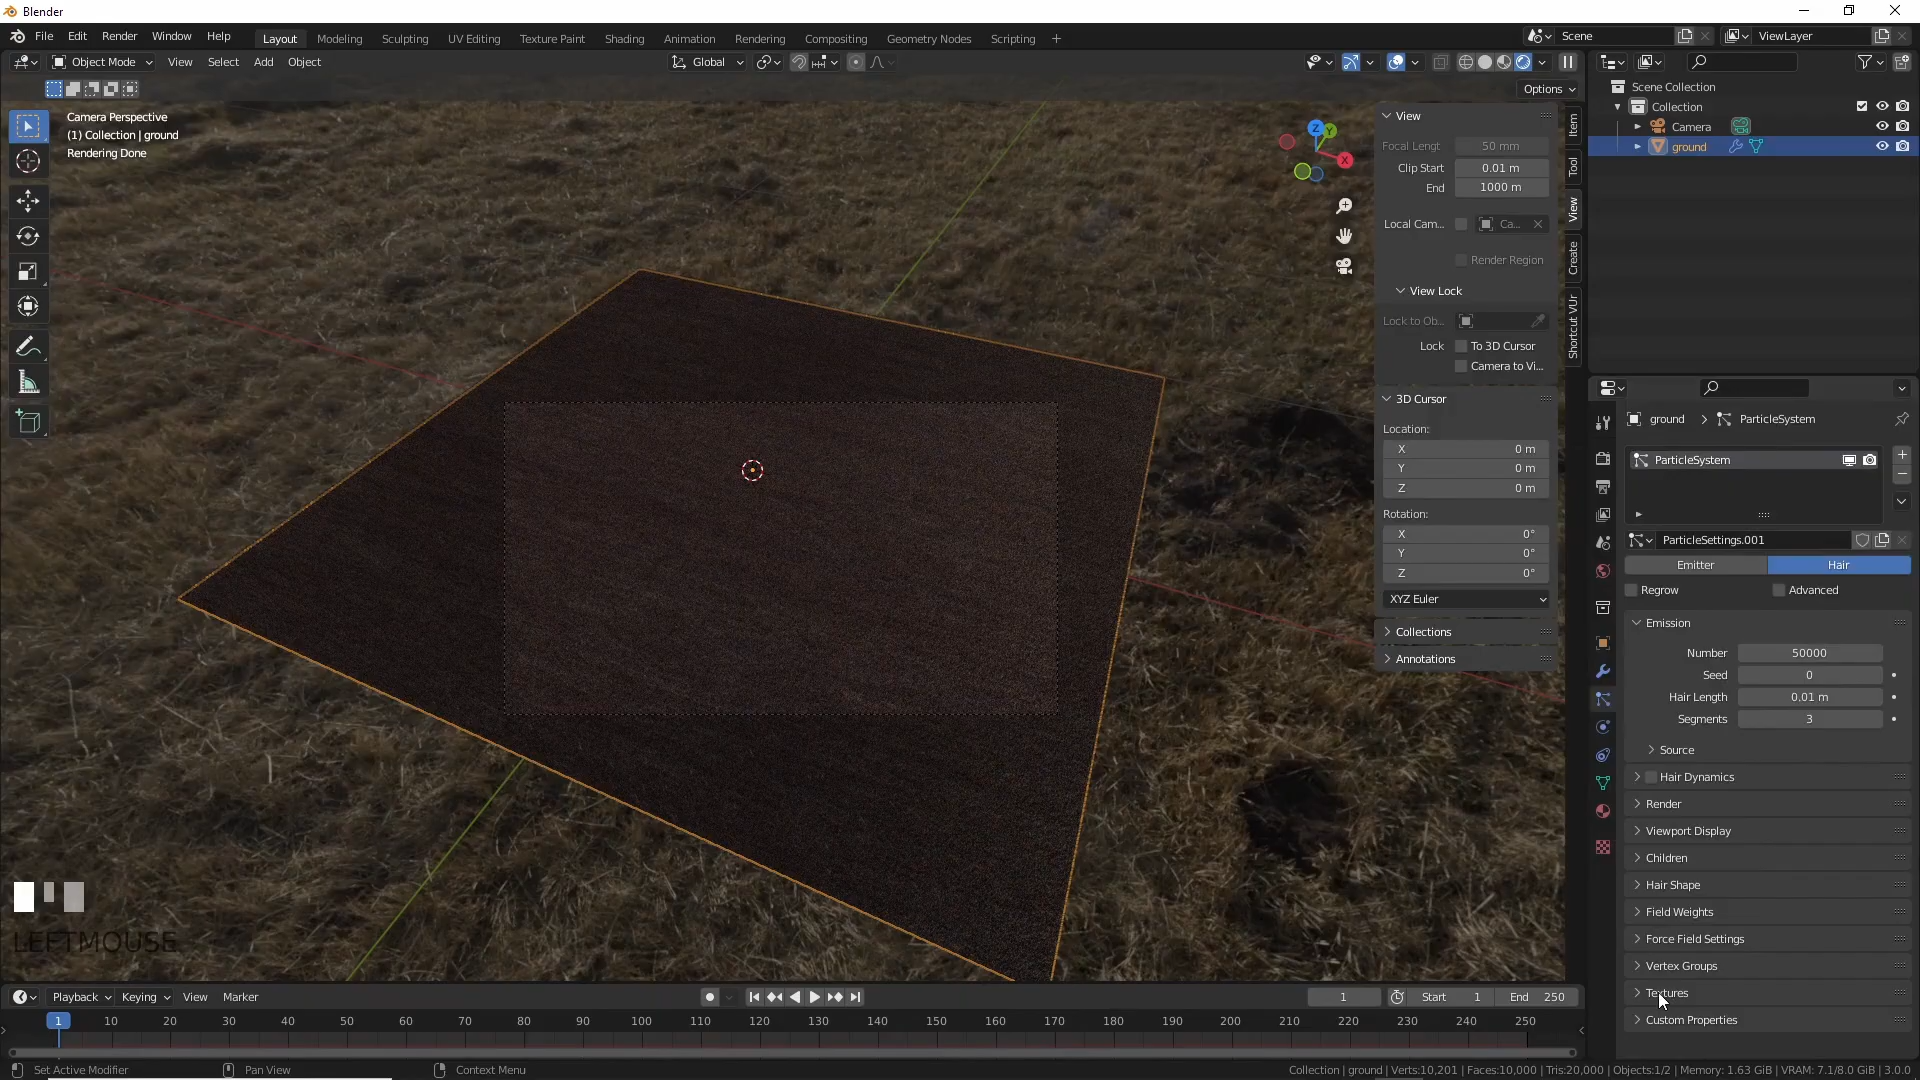 Blender
File Edit Render Window Help
Layout Modeling Sculpting UV Editing Texture Paint Shading Animation Rendering Compositing Geometry Nodes Scripting +
Scene
ViewLayer
Object Mode
View Select Add Object
Global
Options
Camera Perspective
(1) Collection | ground
Rendering Done
Z
Y
X
View
Focal Lengt 50 mm
Clip Start 0.01 m
End 1000 m
Local Cam... Ca...
Render Region
View Lock
Lock to Ob...
Lock To 3D Cursor
Camera to Vi...
3D Cursor
Location:
X 0 m
Y 0 m
Z 0 m
Rotation:
X 0°
Y 0°
Z 0°
XYZ Euler
Collections
Annotations
Item
Tool
View
Create
Shortcut VUr
Scene Collection
Collection
Camera
ground
ground > ParticleSystem
ParticleSystem
ParticleSettings.001
Emitter Hair
Regrow Advanced
Emission
Number 50000
Seed 0
Hair Length 0.01 m
Segments 3
Source
Hair Dynamics
Render
Viewport Display
Children
Hair Shape
Field Weights
Force Field Settings
Vertex Groups
Textures
Custom Properties
LEFTMOUSE
Playback Keying View Marker
1 Start 1 End 250
1 10 20 30 40 50 60 70 80 90 100 110 120 130 140 150 160 170 180 190 200 210 220 230 240 250
Set Active Modifier Pan View Context Menu
Collection | ground | Verts:10,201 | Faces:10,000 | Tris:20,000 | Objects:1/2 | Memory: 1.63 GiB | VRAM: 7.1/8.0 GiB | 3.0.0